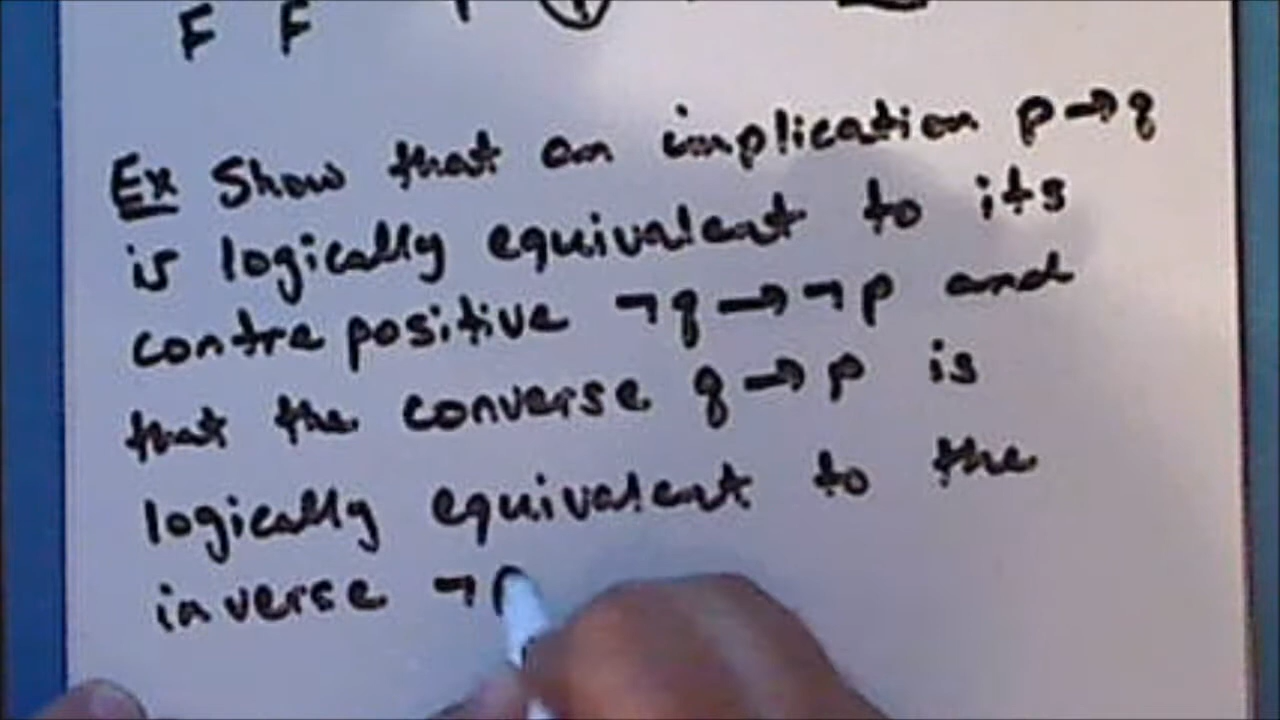 F F
Ex Show that an implication p → q
is logically equivalent to its
contrapositive ¬q → ¬p and
that the converse q → p is
logically equivalent to the
inverse ¬